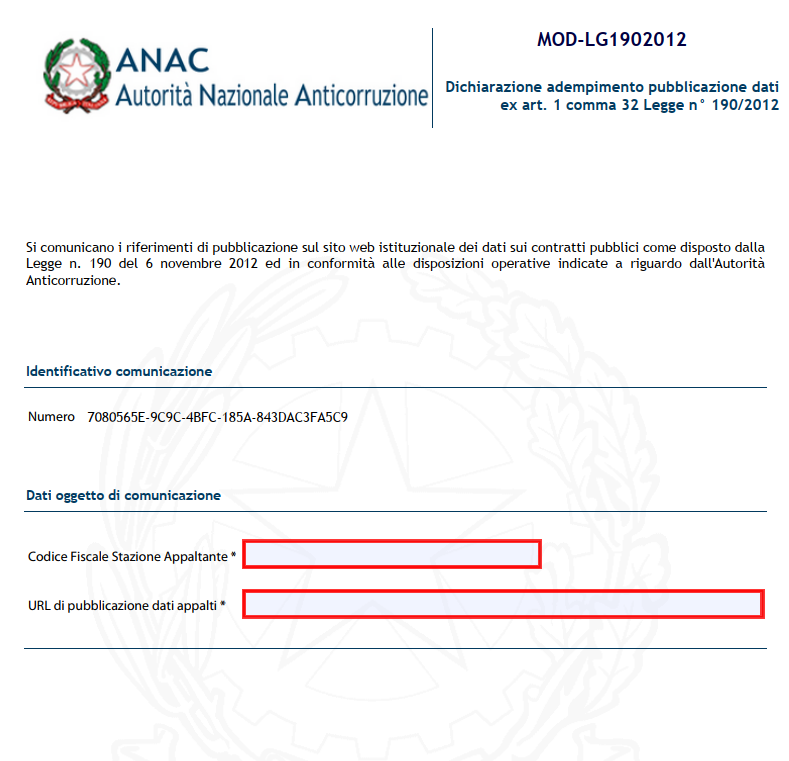 ANAC
Autorità Nazionale Anticorruzione
MOD-LG1902012
Dichiarazione adempimento pubblicazione dati
ex art. 1 comma 32 Legge n° 190/2012
Si comunicano i riferimenti di pubblicazione sul sito web istituzionale dei dati sui contratti pubblici come disposto dalla
Legge n. 190 del 6 novembre 2012 ed in conformità alle disposizioni operative indicate a riguardo dall'Autorità
Anticorruzione.
Identificativo comunicazione
Numero 7080565E-9C9C-4BFC-185A-843DAC3FA5C9
Dati oggetto di comunicazione
Codice Fiscale Stazione Appaltante *
URL di pubblicazione dati appalti *